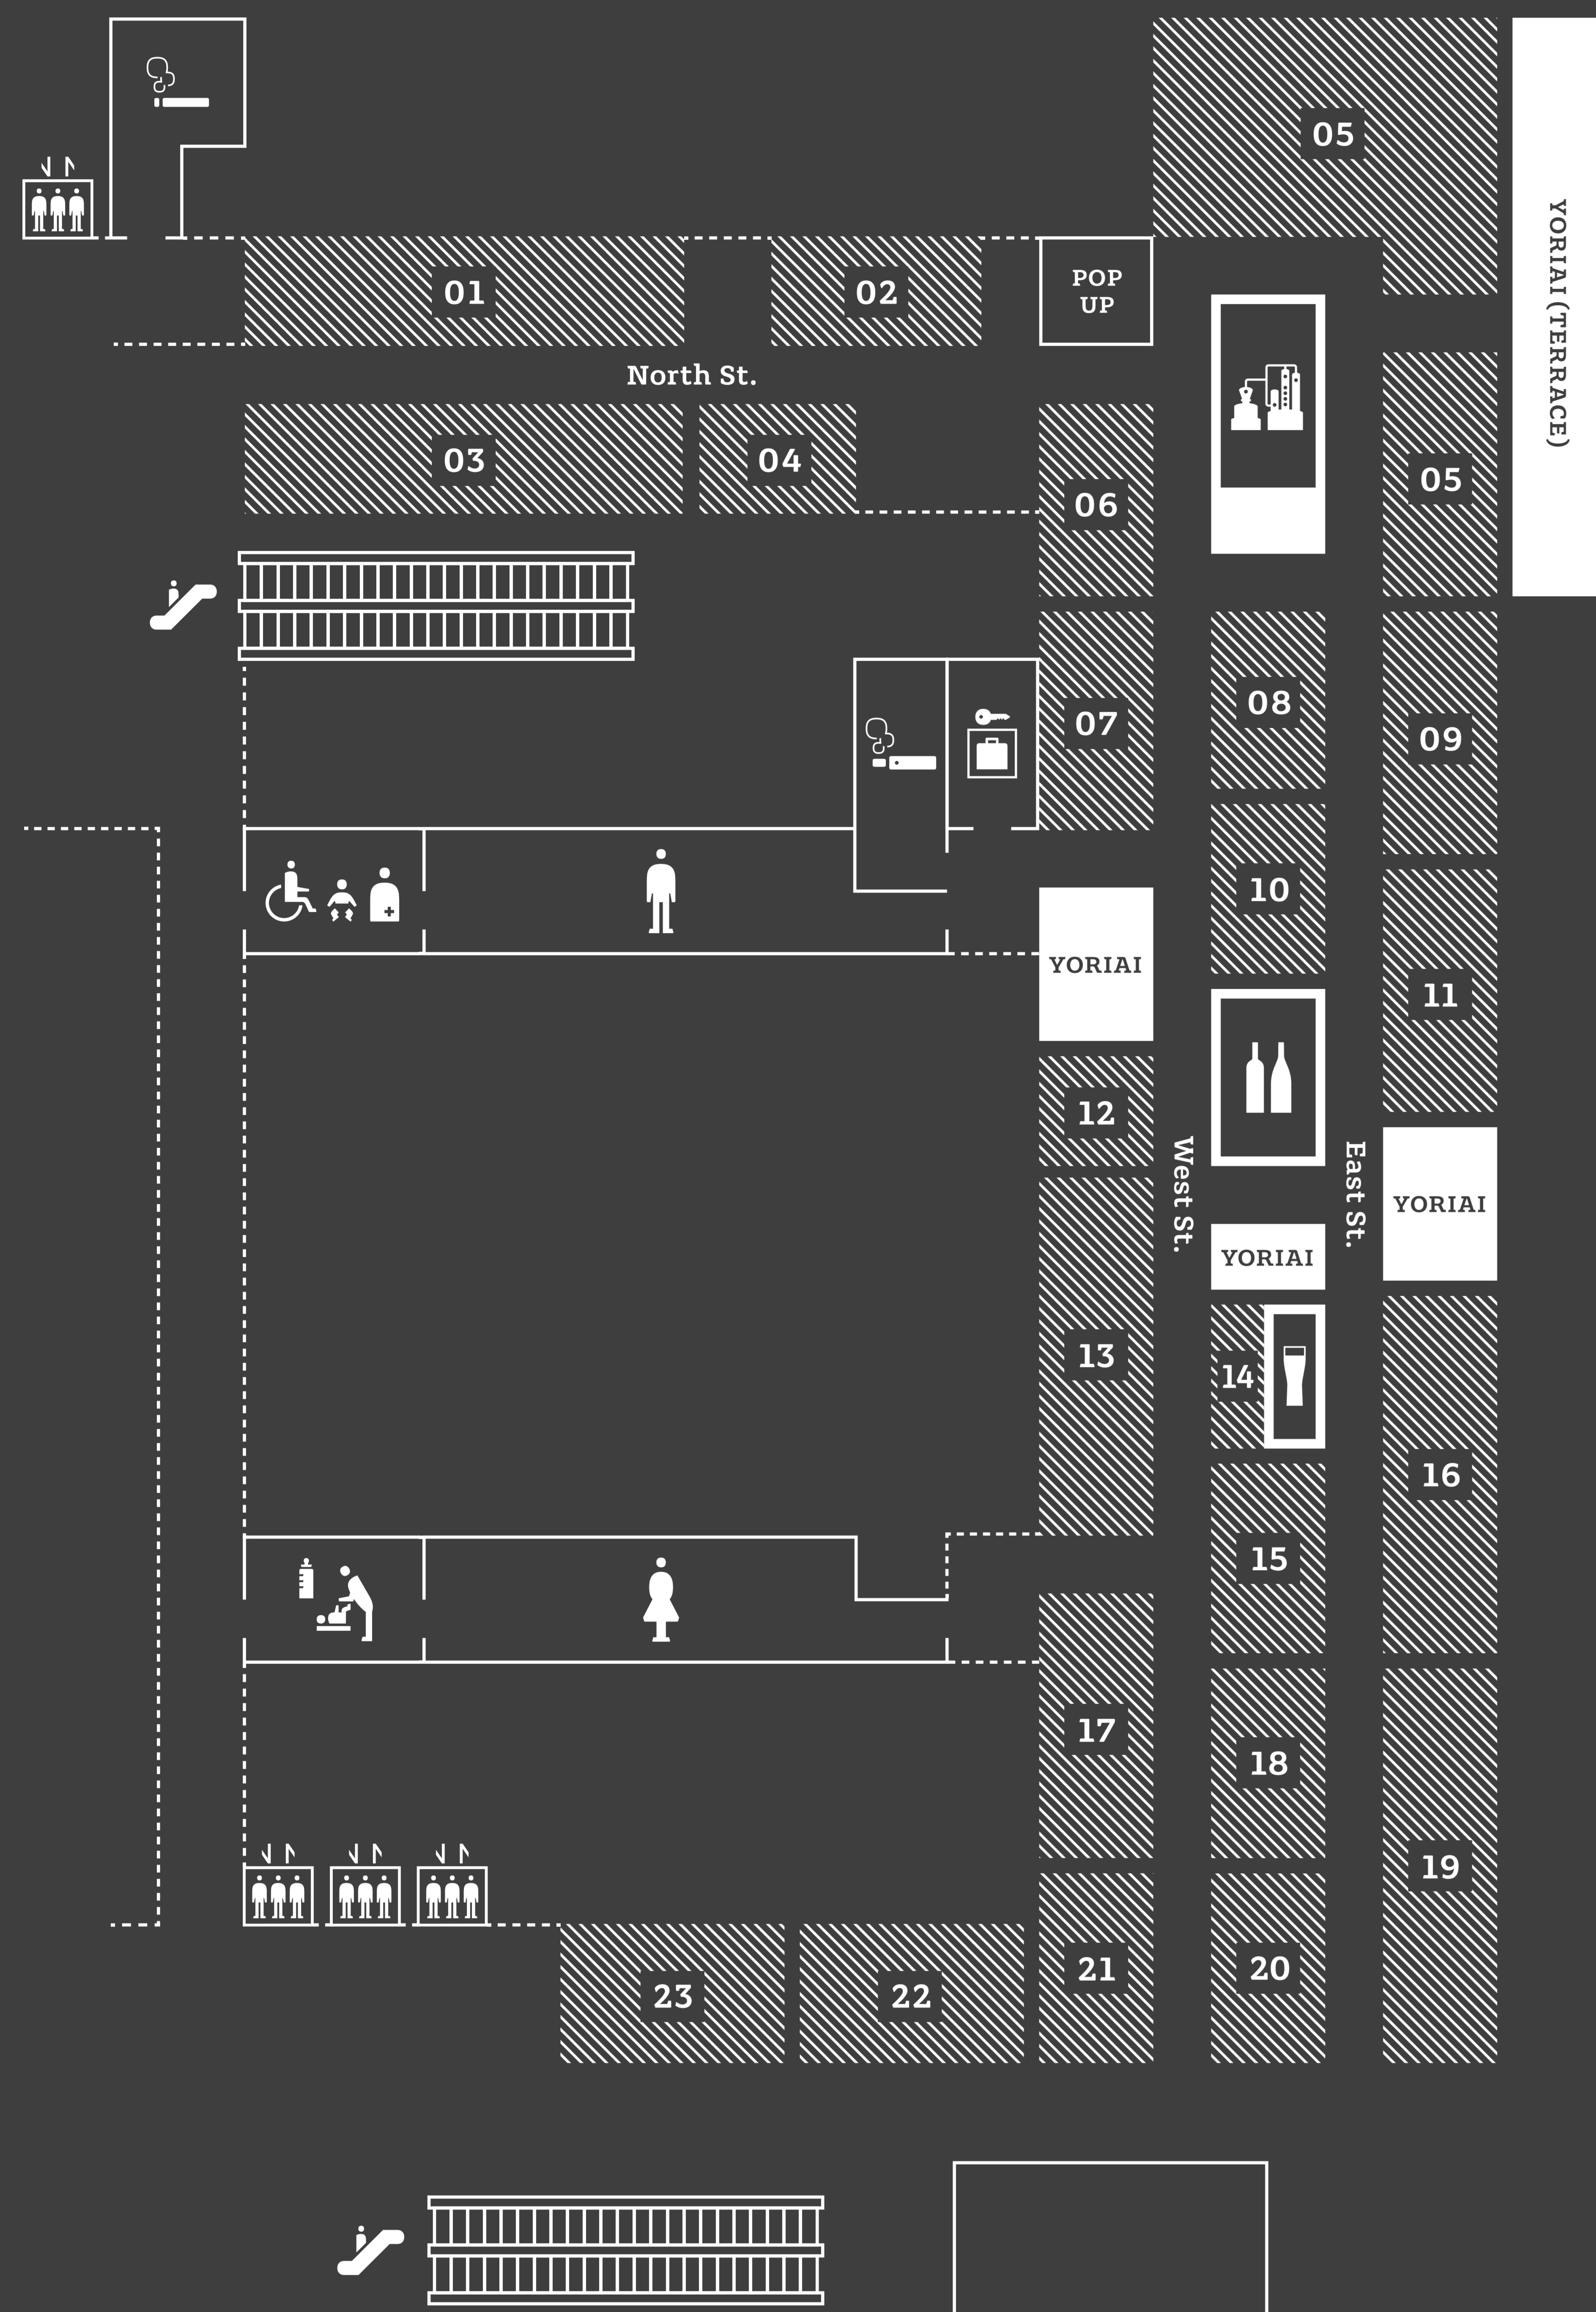 05
YORIAI (TERRACE)
01
02
POP
UP
North St.
03
04
06
05
07
08
09
10
YORIAI
11
12
West St.
East St.
YORIAI
YORIAI
13
14
16
15
17
18
19
21
20
23
22